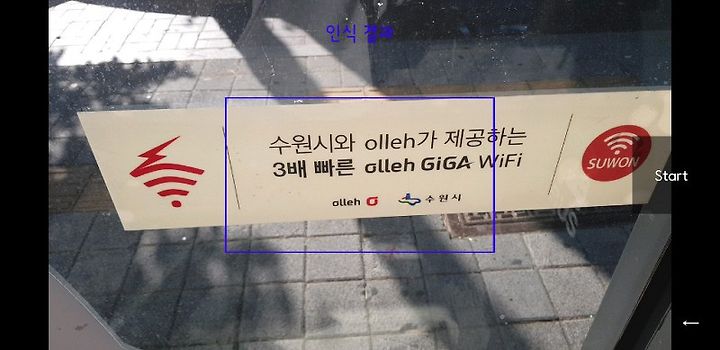 인식 결과
수원시와 olleh가 제공하는
3배 빠른 olleh GiGA WiFi
olleh 수원시
SUWON
Start